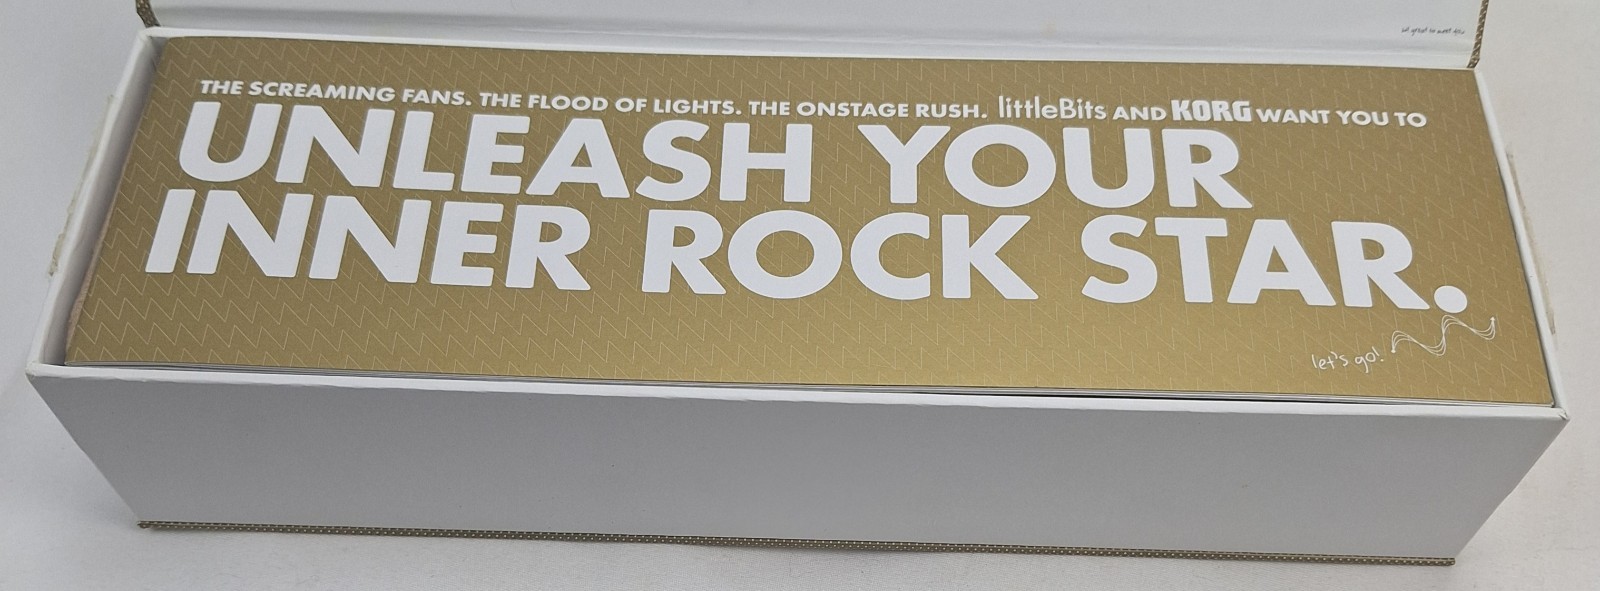 THE SCREAMING FANS. THE FLOOD OF LIGHTS. THE ONSTAGE RUSH. littleBits AND KORG WANT YOU TO
UNLEASH YOUR
INNER ROCK STAR.
let's go!